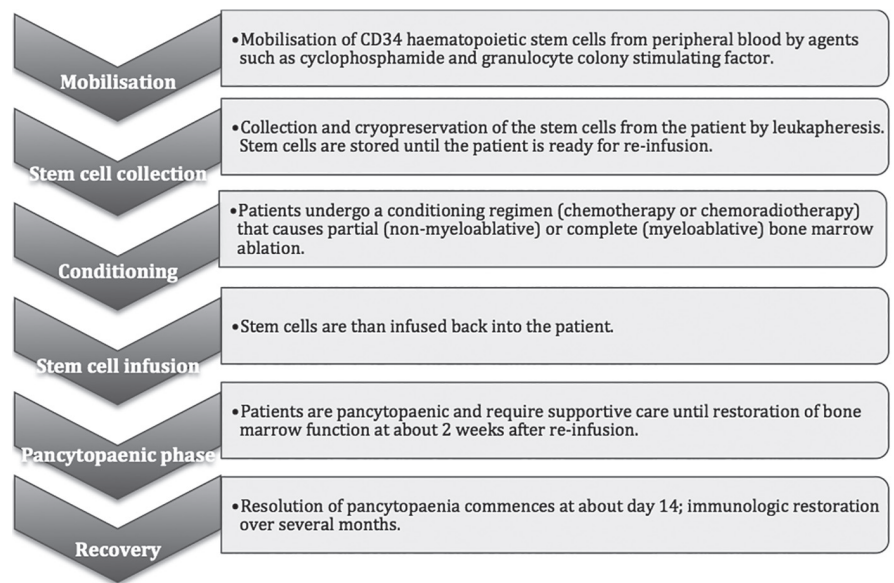 Mobilisation
•Mobilisation of CD34 haematopoietic stem cells from peripheral blood by agents
such as cyclophosphamide and granulocyte colony stimulating factor.
Stem cell collection
•Collection and cryopreservation of the stem cells from the patient by leukapheresis.
Stem cells are stored until the patient is ready for re-infusion.
Conditioning
•Patients undergo a conditioning regimen (chemotherapy or chemoradiotherapy)
that causes partial (non-myeloablative) or complete (myeloablative) bone marrow
ablation.
Stem cell infusion
•Stem cells are than infused back into the patient.
Pancytopaenic phase
•Patients are pancytopaenic and require supportive care until restoration of bone
marrow function at about 2 weeks after re-infusion.
Recovery
•Resolution of pancytopaenia commences at about day 14; immunologic restoration
over several months.